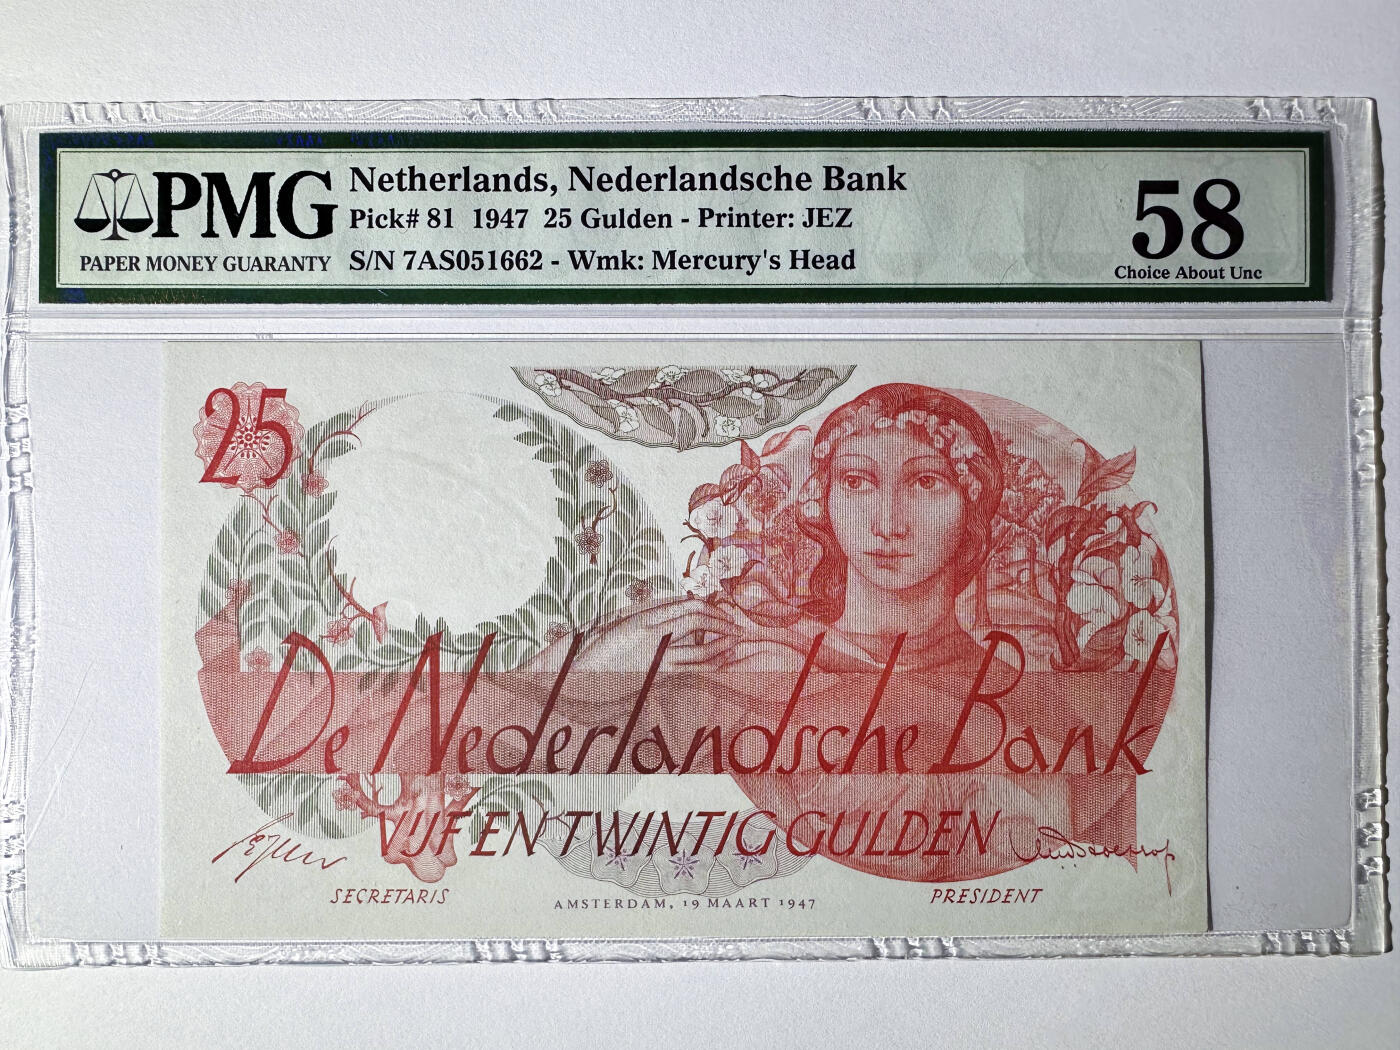 PMG
PAPER MONEY GUARANTY
Netherlands, Nederlandsche Bank
Pick# 81 1947 25 Gulden - Printer: JEZ
S/N 7AS051662 - Wmk: Mercury's Head
58
Choice About Unc
25
De Nederlandsche Bank
VIJF EN TWINTIG GULDEN
SECRETARIS
AMSTERDAM, 19 MAART 1947
PRESIDENT